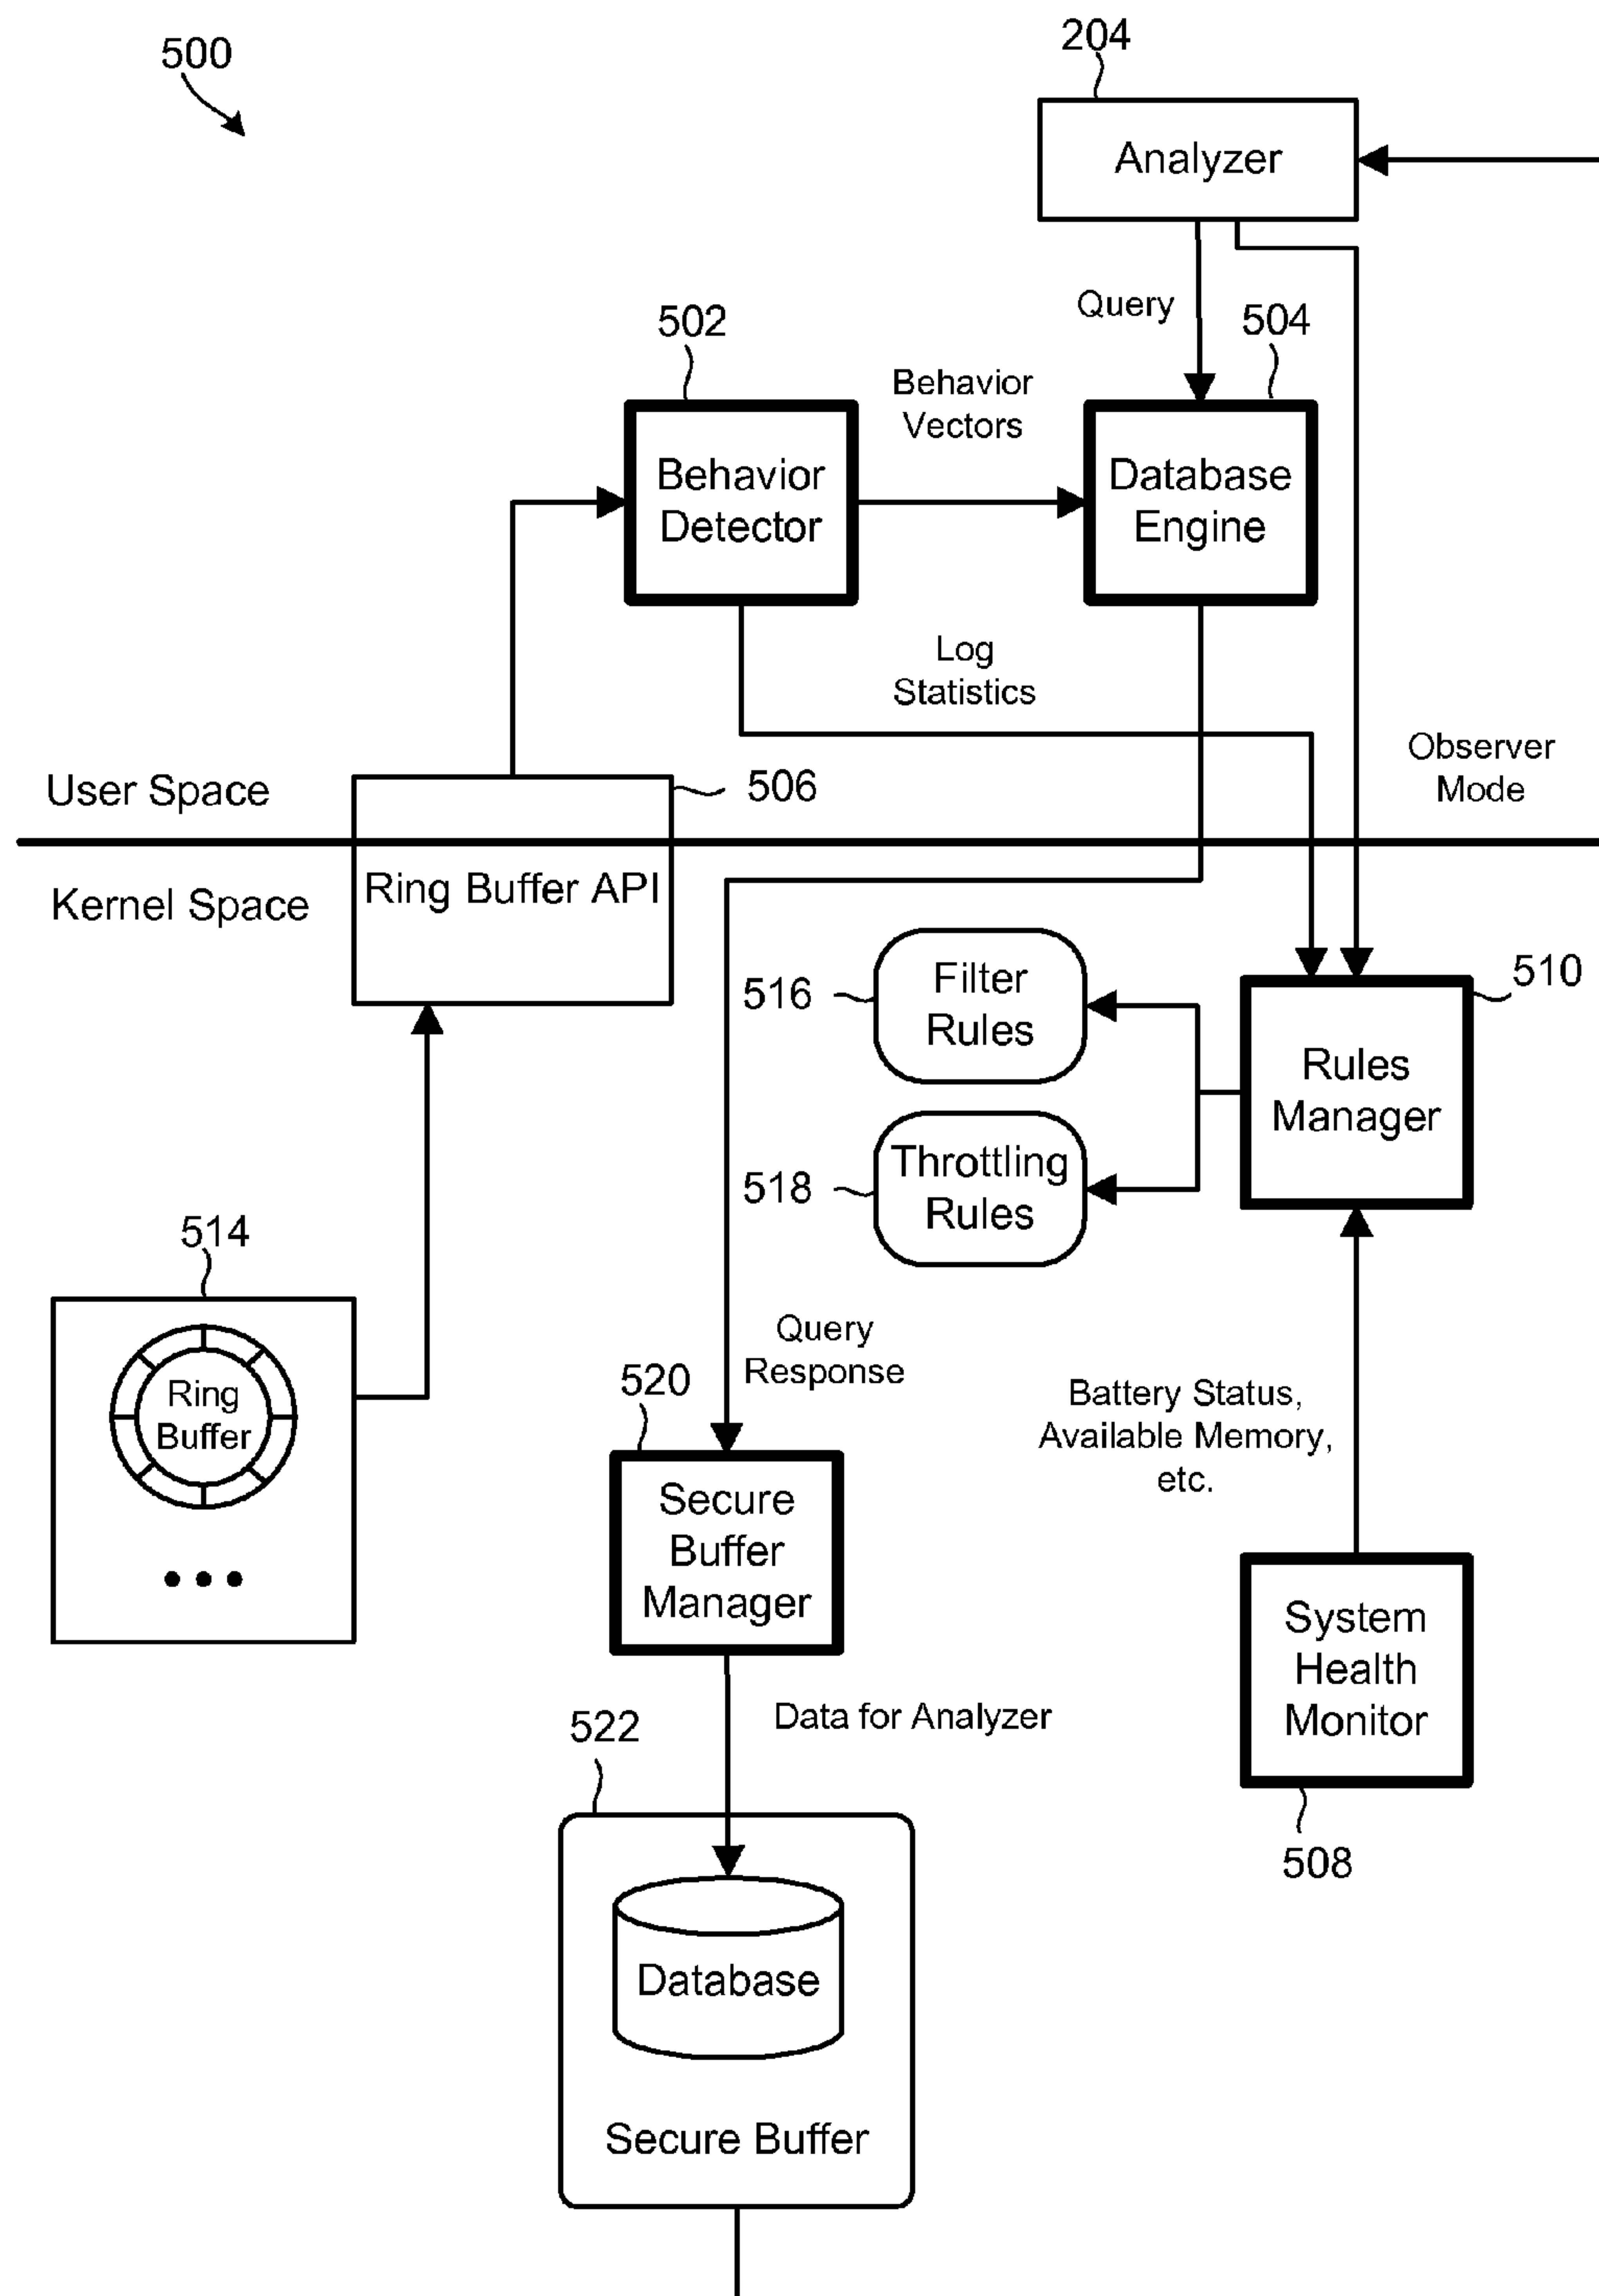 500
204
Analyzer
Query
504
502
Behavior
Vectors
Behavior
Detector
Database
Engine
Log
Statistics
Observer
Mode
User Space
506
Kernel Space
Ring Buffer API
510
516
Filter
Rules
Rules
Manager
518
Throttling
Rules
514
Ring
Buffer
Query
Response
520
Battery Status,
Available Memory,
etc.
Secure
Buffer
Manager
System
Health
Monitor
522
Data for Analyzer
508
Database
Secure Buffer